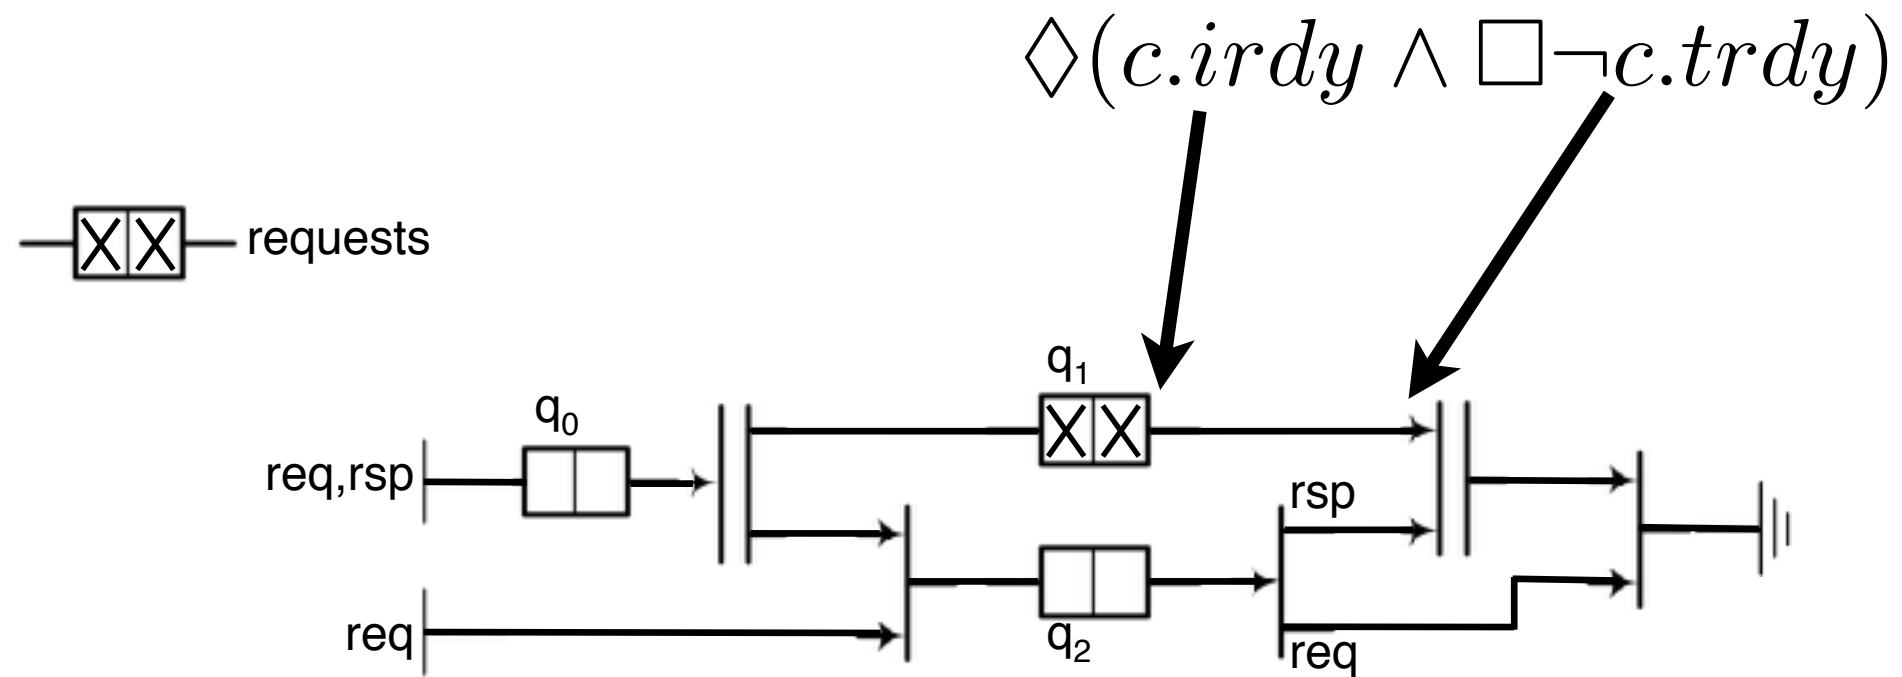 ◇(c.irdy ∧ □¬c.trdy)
requests
q₁
q₀
req,rsp
rsp
req
q₂
req